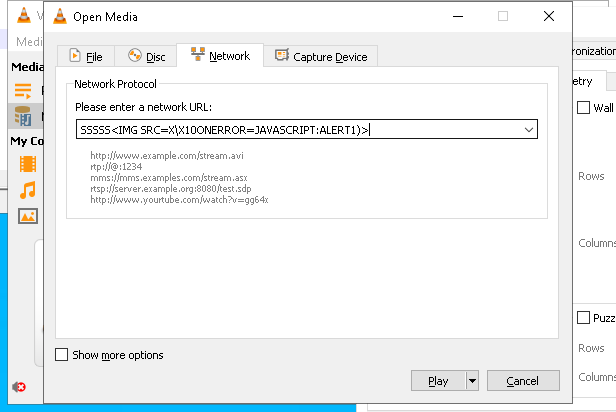 V
Open Media
Medi
File
Disc
Network
Capture Device
ronization
Media
Network Protocol
etry
Please enter a network URL:
Wall
SSSSS<IMG SRC=X\X10ONERROR=JAVASCRIPT:ALERT1)>
My Co
http://www.example.com/stream.avi
rtp://@:1234
mms://mms.examples.com/stream.asx
rtsp://server.example.org:8080/test.sdp
http://www.yourtube.com/watch?v=gg64x
Rows
Columns
Puzz
Show more options
Rows
Play
Cancel
Columns